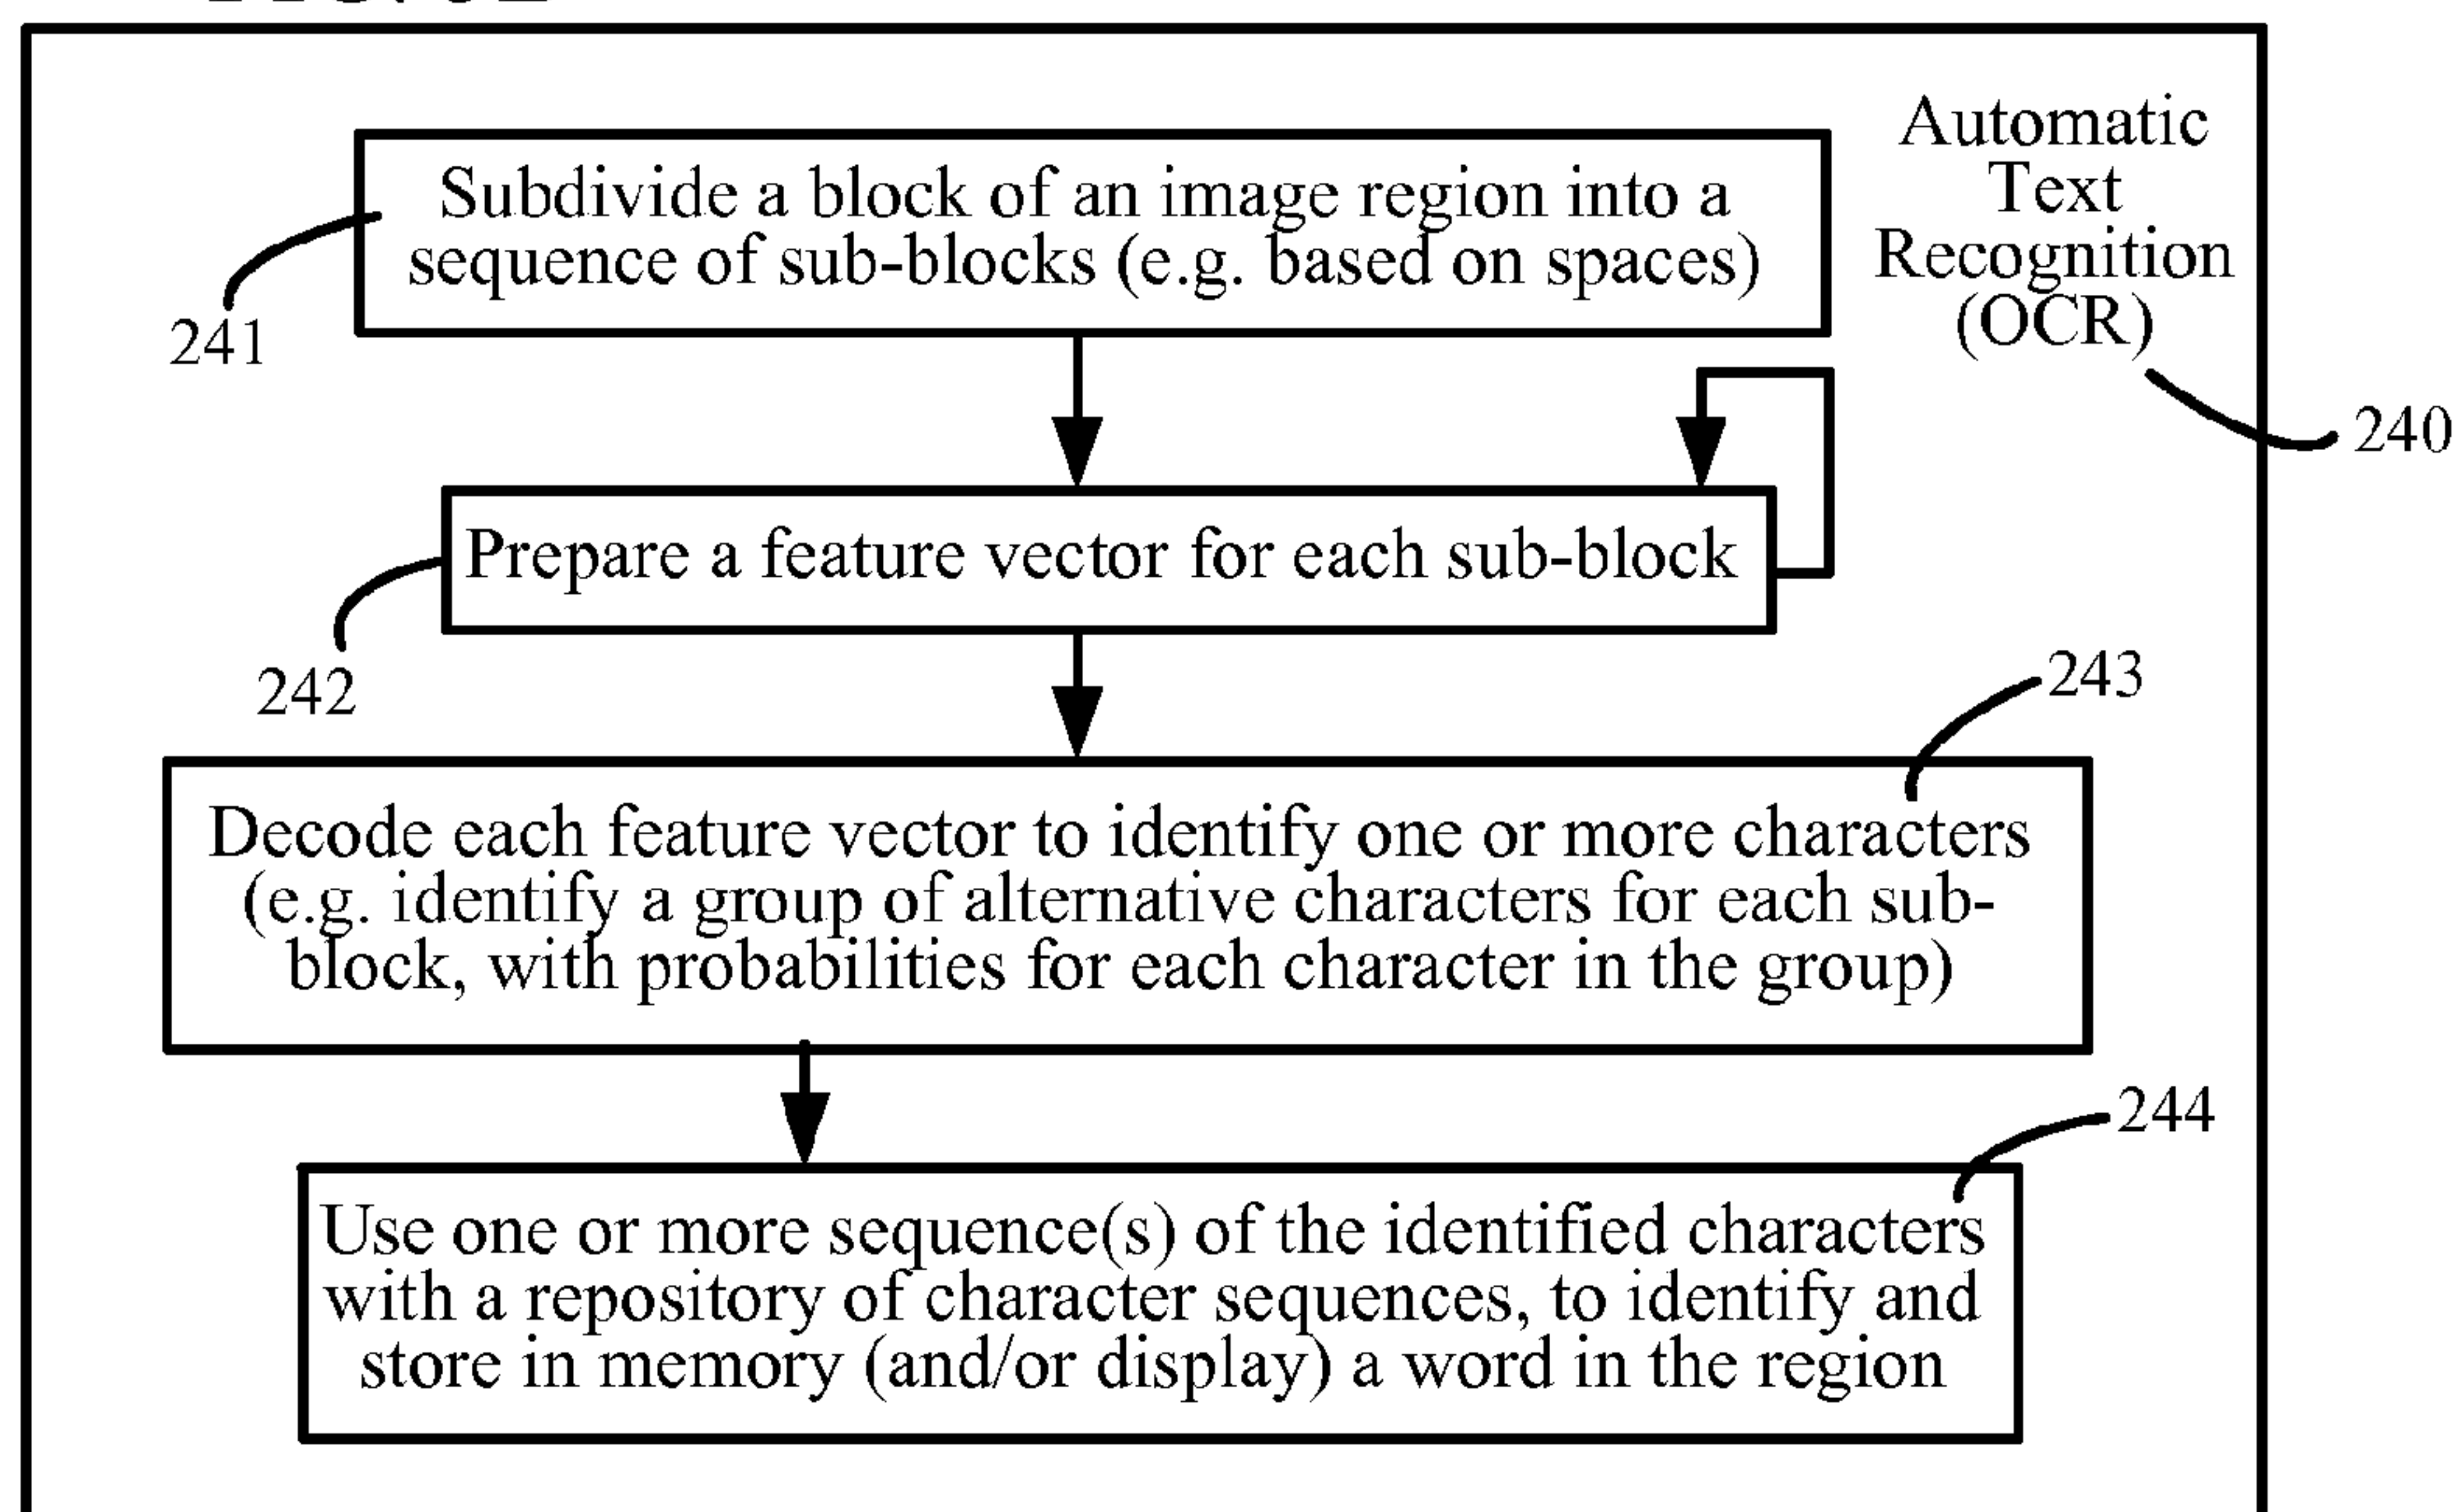 Automatic
Text
Recognition
(OCR)
240
Subdivide a block of an image region into a
sequence of sub-blocks (e.g. based on spaces)
241
Prepare a feature vector for each sub-block
242
243
Decode each feature vector to identify one or more characters
(e.g. identify a group of alternative characters for each sub-
block, with probabilities for each character in the group)
244
Use one or more sequence(s) of the identified characters
with a repository of character sequences, to identify and
store in memory (and/or display) a word in the region